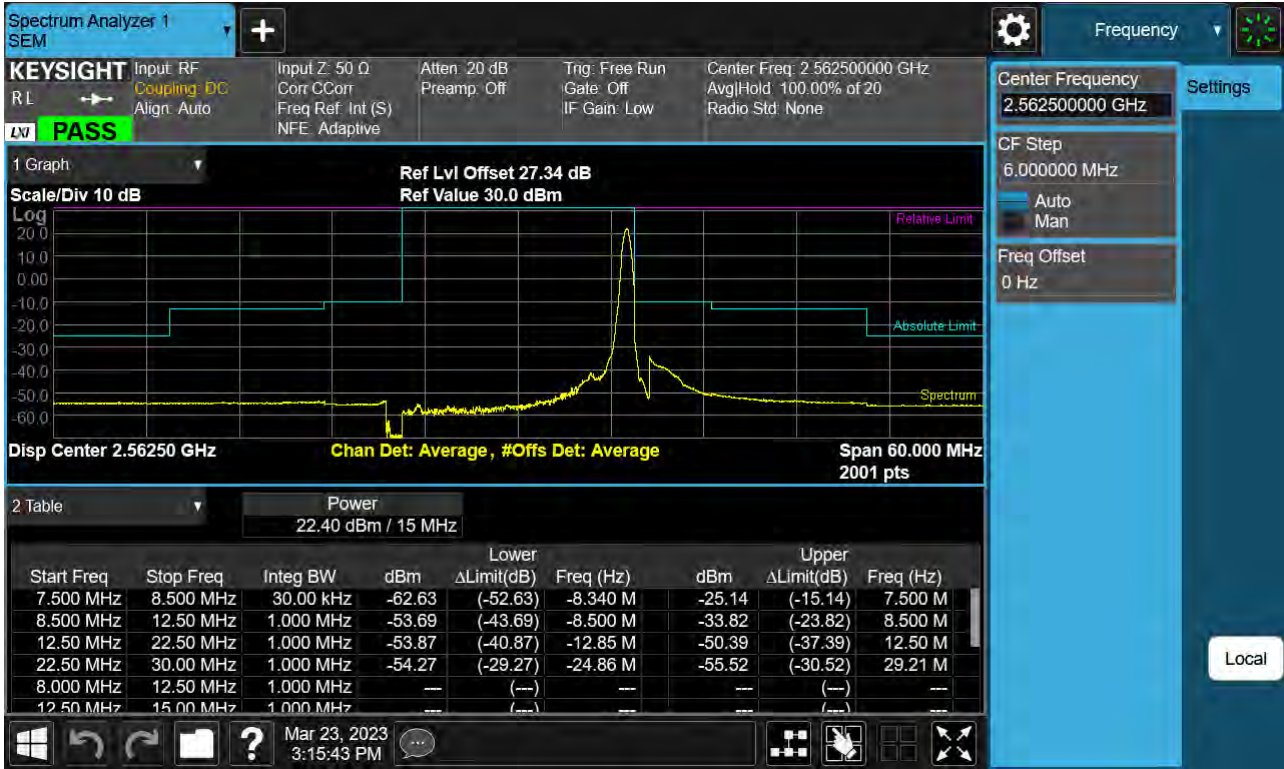 Spectrum Analyzer 1
SEM
Frequency
KEYSIGHT
Input: RF
Coupling: DC
Align: Auto
Input Z: 50 Ω
Corr CCorr
Freq Ref: Int (S)
NFE: Adaptive
Atten: 20 dB
Preamp: Off
Trig: Free Run
Gate: Off
IF Gain: Low
Center Freq: 2.562500000 GHz
Avg|Hold: 100.00% of 20
Radio Std: None
R L
LXI
PASS
Center Frequency
2.562500000 GHz
Settings
CF Step
6.000000 MHz
Auto
Man
Freq Offset
0 Hz
1 Graph
Scale/Div 10 dB
Ref Lvl Offset 27.34 dB
Ref Value 30.0 dBm
Log
Relative Limit
20.0
10.0
0.00
-10.0
-20.0
Absolute Limit
-30.0
-40.0
-50.0
Spectrum
-60.0
Disp Center 2.56250 GHz
Chan Det: Average, #Offs Det: Average
Span 60.000 MHz
2001 pts
2 Table
Power
22.40 dBm / 15 MHz
Lower Upper
Start Freq Stop Freq Integ BW dBm ΔLimit(dB) Freq (Hz) dBm ΔLimit(dB) Freq (Hz)
7.500 MHz 8.500 MHz 30.00 kHz -62.63 (-52.63) -8.340 M -25.14 (-15.14) 7.500 M
8.500 MHz 12.50 MHz 1.000 MHz -53.69 (-43.69) -8.500 M -33.82 (-23.82) 8.500 M
12.50 MHz 22.50 MHz 1.000 MHz -53.87 (-40.87) -12.85 M -50.39 (-37.39) 12.50 M
22.50 MHz 30.00 MHz 1.000 MHz -54.27 (-29.27) -24.86 M -55.52 (-30.52) 29.21 M
8.000 MHz 12.50 MHz 1.000 MHz --- (---) --- --- (---) ---
12.50 MHz 15.00 MHz 1.000 MHz --- (---) --- --- (---) ---
Local
Mar 23, 2023
3:15:43 PM